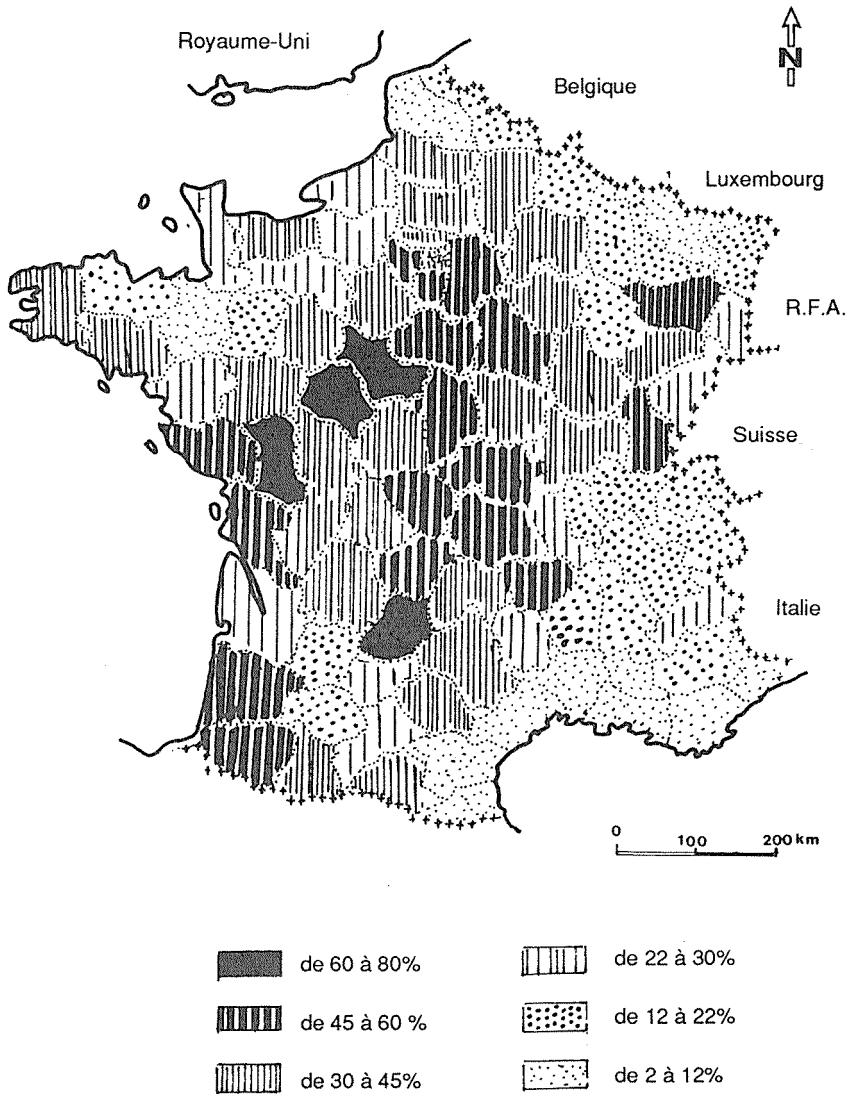 Royaume-Uni
N
Belgique
Luxembourg
R.F.A.
Suisse
Italie
0 100 200 km
de 60 à 80%
de 22 à 30%
de 45 à 60 %
de 12 à 22%
de 30 à 45%
de 2 à 12%